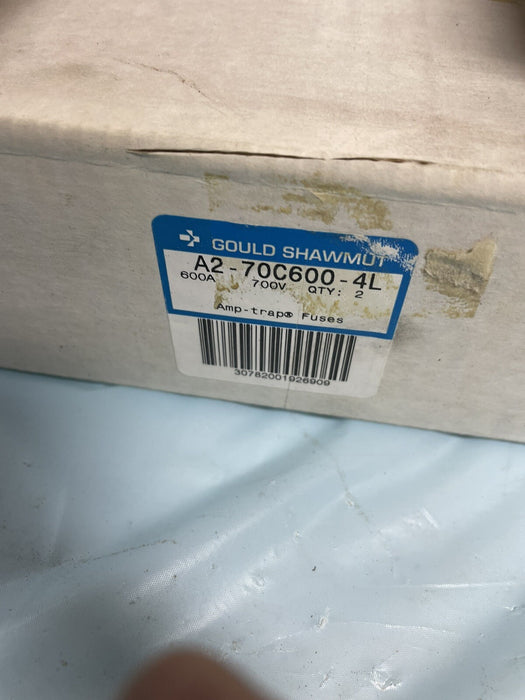 GOULD SHAWMUT
A2-70C600-4L
600A 700V QTY: 2
Amp-trap® Fuses
30782001926909